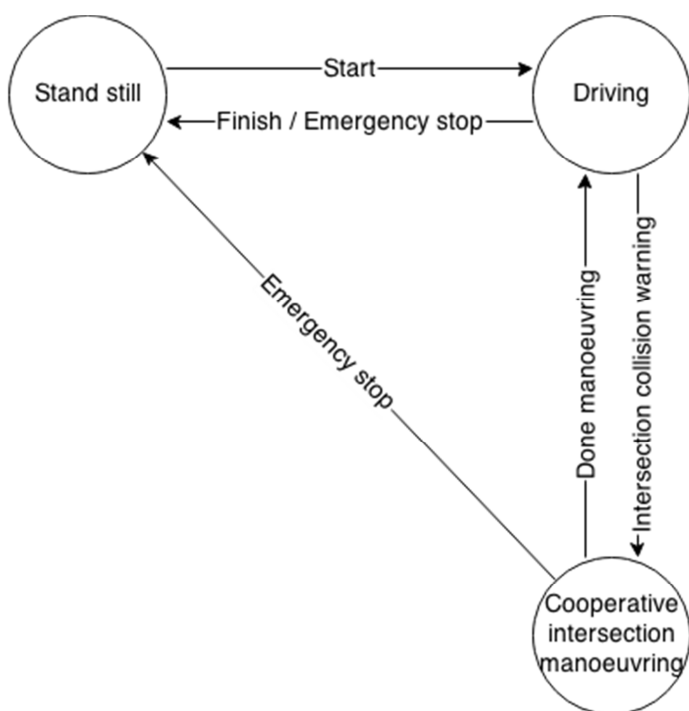 Stand still
Start
Driving
Finish / Emergency stop
Emergency stop
Done manoeuvring
Intersection collision warning
Cooperative
intersection
manoeuvring